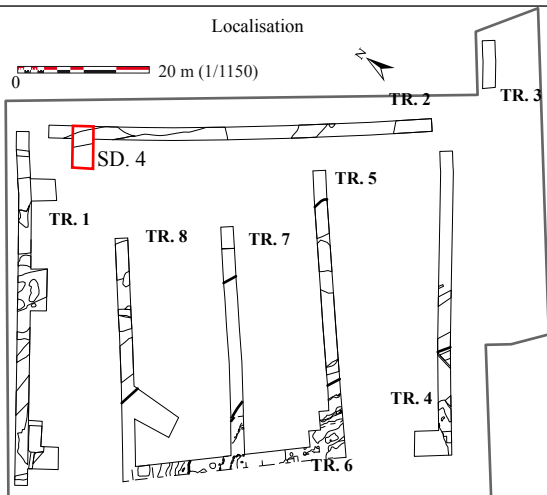 Localisation
N
0
20 m (1/1150)
TR. 3
TR. 2
SD. 4
TR. 5
TR. 1
TR. 8
TR. 7
TR. 4
TR. 6